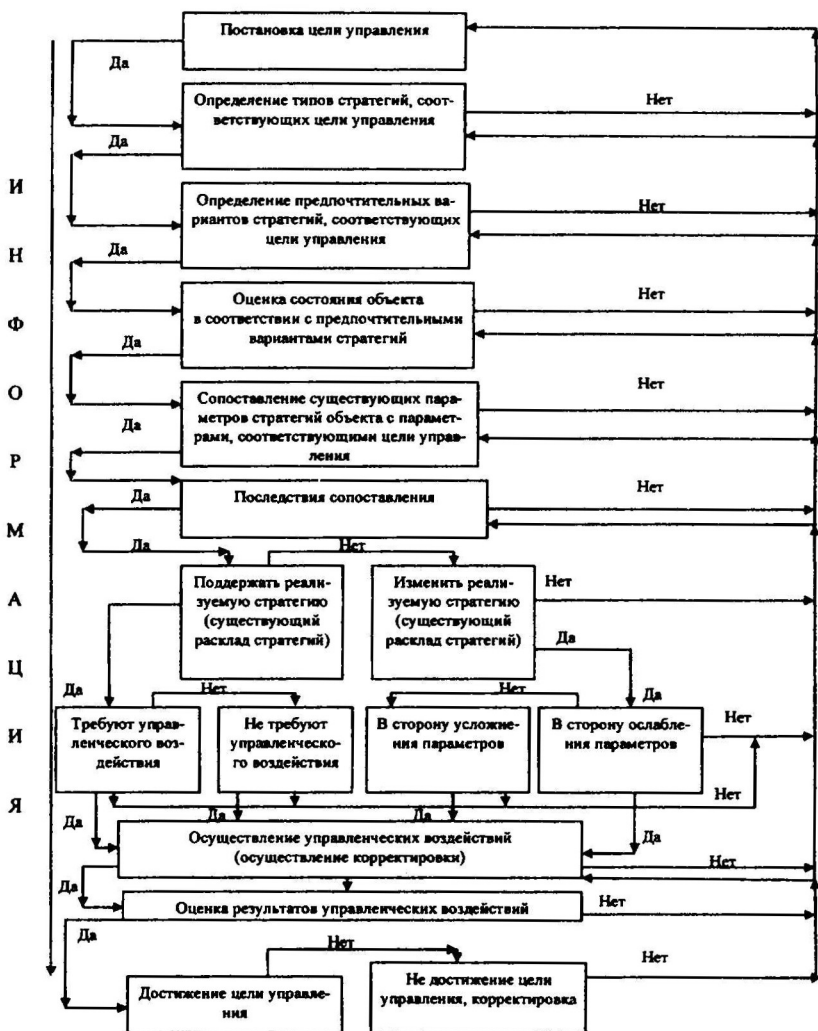 Постановка цели управления
Да
Определение типов стратегий, соот-
ветствующих цели управления
Нет
Да
Определение предпочтительных ва-
риантов стратегий, соответствующих
цели управления
Нет
Да
Оценка состояния объекта
в соответствии с предпочтительными
вариантами стратегий
Нет
Да
Сопоставление существующих пара-
метров стратегий объекта с парамет-
рами, соответствующими цели управ-
ления
Нет
Да
Последствия сопоставления
Нет
Да
Да
Нет
Поддержать реали-
зуемую стратегию
(существующий
расклад стратегий)
Изменить реали-
зуемую стратегию
(существующий
расклад стратегий)
Нет
Да
Да
Нет
Нет
Да
Требуют управ-
ленческого воз-
действия
Не требуют
управленческо-
го воздействия
В сторону усложне-
ния параметров
В сторону ослабле-
ния параметров
Нет
Нет
Да
Да
Да
Да
Осуществление управленческих воздействий
(осуществление корректировки)
Нет
Да
Оценка результатов управленческих воздействий
Нет
Да
Нет
Достижение цели управле-
ния
Не достижение цели
управления, корректировка
Нет
И
Н
Ф
О
Р
М
А
Ц
И
Я